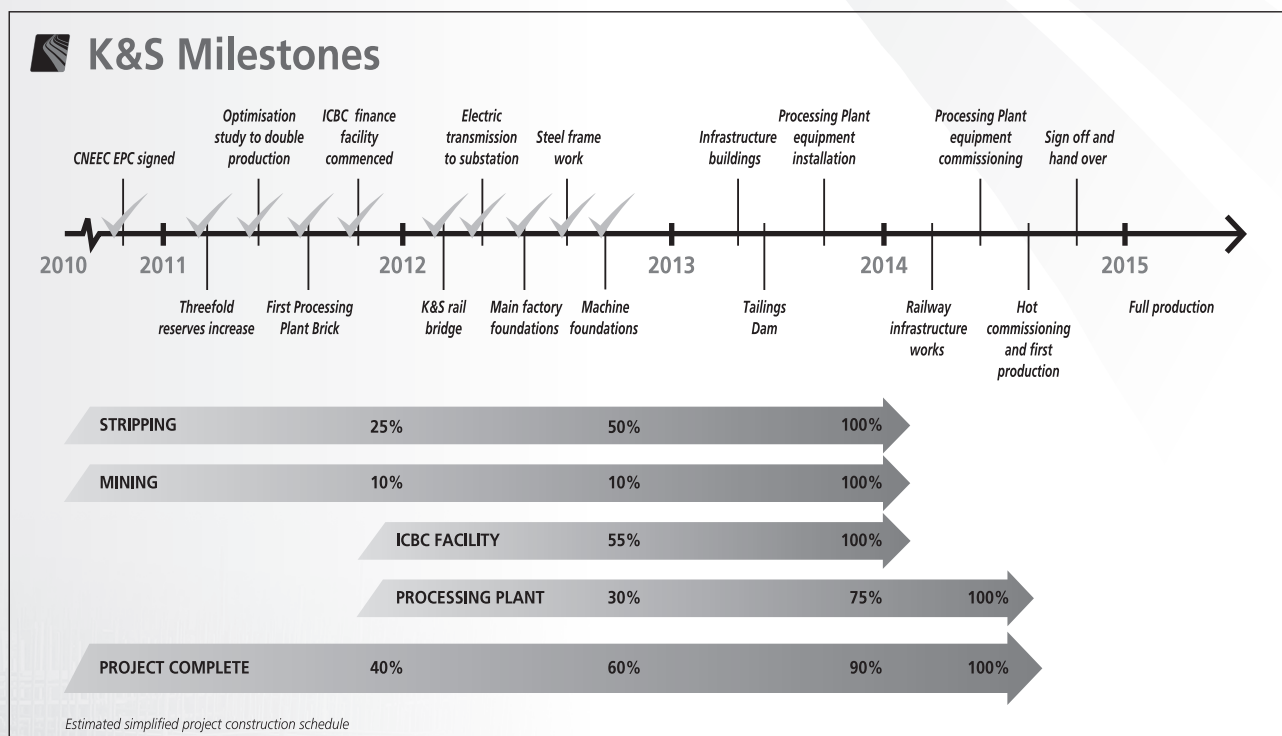 K&S Milestones
CNEEC EPC signed
Optimisation
study to double
production
ICBC finance
facility
commenced
Electric
transmission
to substation
Steel frame
work
Infrastructure
buildings
Processing Plant
equipment
installation
Processing Plant
equipment
commissioning
Sign off and
hand over
2010
2011
2012
2013
2014
2015
Threefold
reserves increase
First Processing
Plant Brick
K&S rail
bridge
Main factory
foundations
Machine
foundations
Tailings
Dam
Railway
infrastructure
works
Hot
commissioning
and first
production
Full production
STRIPPING 25% 50% 100%
MINING 10% 10% 100%
ICBC FACILITY 55% 100%
PROCESSING PLANT 30% 75% 100%
PROJECT COMPLETE 40% 60% 90% 100%
Estimated simplified project construction schedule